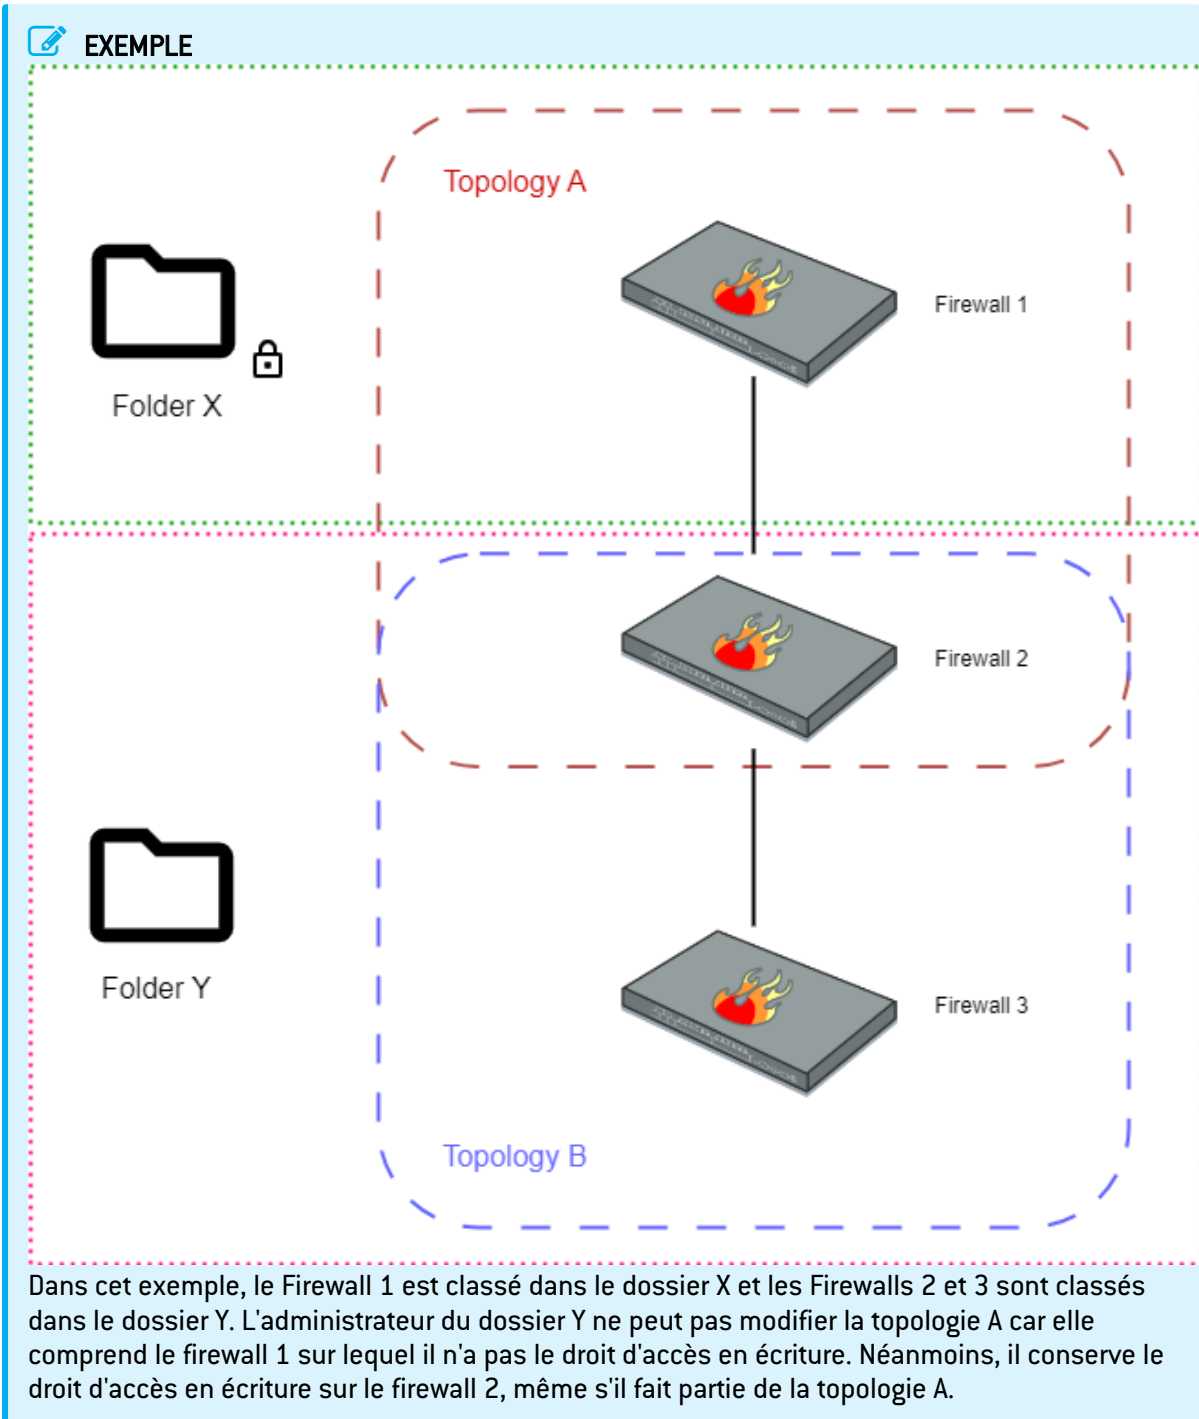 EXEMPLE
Topology A
Firewall 1
Folder X
Firewall 2
Folder Y
Firewall 3
Topology B
Dans cet exemple, le Firewall 1 est classé dans le dossier X et les Firewalls 2 et 3 sont classés
dans le dossier Y. L'administrateur du dossier Y ne peut pas modifier la topologie A car elle
comprend le firewall 1 sur lequel il n'a pas le droit d'accès en écriture. Néanmoins, il conserve le
droit d'accès en écriture sur le firewall 2, même s'il fait partie de la topologie A.